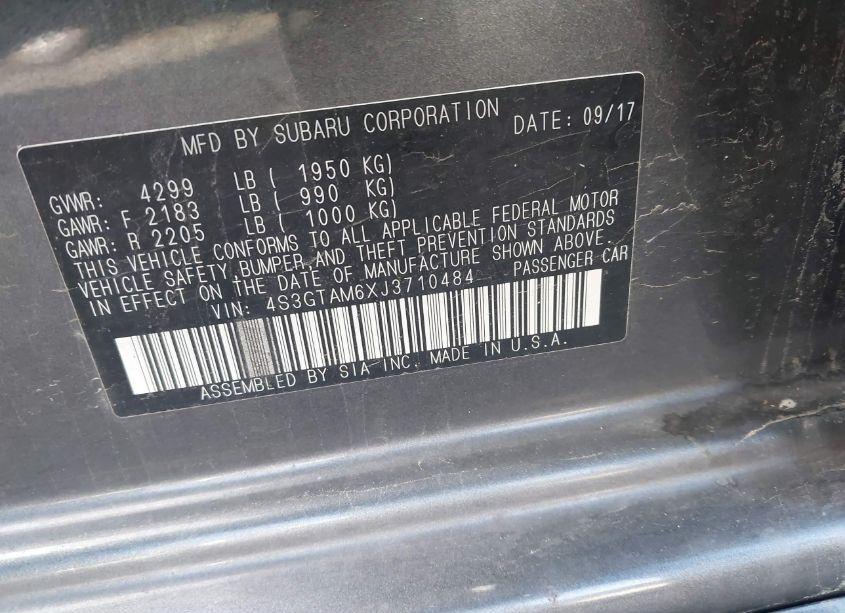 MFD BY SUBARU CORPORATION DATE: 09/17
GVWR: 4299 LB ( 1950 KG)
GAWR: F 2183 LB ( 990 KG)
GAWR: R 2205 LB ( 1000 KG)
THIS VEHICLE CONFORMS TO ALL APPLICABLE FEDERAL MOTOR
VEHICLE SAFETY,BUMPER,AND THEFT PREVENTION STANDARDS
IN EFFECT ON THE DATE OF MANUFACTURE SHOWN ABOVE.
VIN: 4S3GTAM6XJ3710484 PASSENGER CAR
ASSEMBLED BY SIA INC. MADE IN U.S.A.